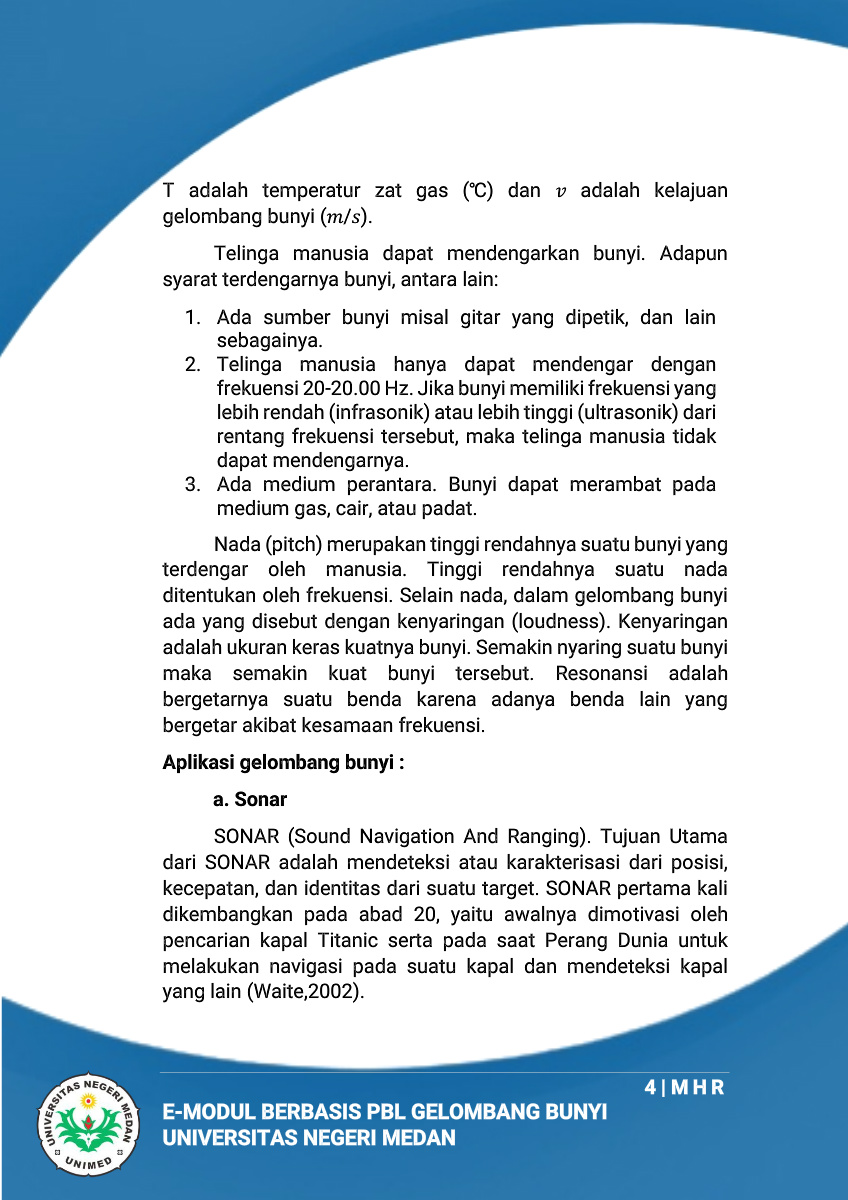 T adalah temperatur zat gas (℃) dan v adalah kelajuan
gelombang bunyi (m/s).
Telinga manusia dapat mendengarkan bunyi. Adapun
syarat terdengarnya bunyi, antara lain:
1. Ada sumber bunyi misal gitar yang dipetik, dan lain
sebagainya.
2. Telinga manusia hanya dapat mendengar dengan
frekuensi 20-20.00 Hz. Jika bunyi memiliki frekuensi yang
lebih rendah (infrasonik) atau lebih tinggi (ultrasonik) dari
rentang frekuensi tersebut, maka telinga manusia tidak
dapat mendengarnya.
3. Ada medium perantara. Bunyi dapat merambat pada
medium gas, cair, atau padat.
Nada (pitch) merupakan tinggi rendahnya suatu bunyi yang
terdengar oleh manusia. Tinggi rendahnya suatu nada
ditentukan oleh frekuensi. Selain nada, dalam gelombang bunyi
ada yang disebut dengan kenyaringan (loudness). Kenyaringan
adalah ukuran keras kuatnya bunyi. Semakin nyaring suatu bunyi
maka semakin kuat bunyi tersebut. Resonansi adalah
bergetarnya suatu benda karena adanya benda lain yang
bergetar akibat kesamaan frekuensi.
Aplikasi gelombang bunyi :
a. Sonar
SONAR (Sound Navigation And Ranging). Tujuan Utama
dari SONAR adalah mendeteksi atau karakterisasi dari posisi,
kecepatan, dan identitas dari suatu target. SONAR pertama kali
dikembangkan pada abad 20, yaitu awalnya dimotivasi oleh
pencarian kapal Titanic serta pada saat Perang Dunia untuk
melakukan navigasi pada suatu kapal dan mendeteksi kapal
yang lain (Waite,2002).
4 | M H R
E-MODUL BERBASIS PBL GELOMBANG BUNYI
UNIVERSITAS NEGERI MEDAN
UNIVERSITAS NEGERI MEDAN
UNIMED